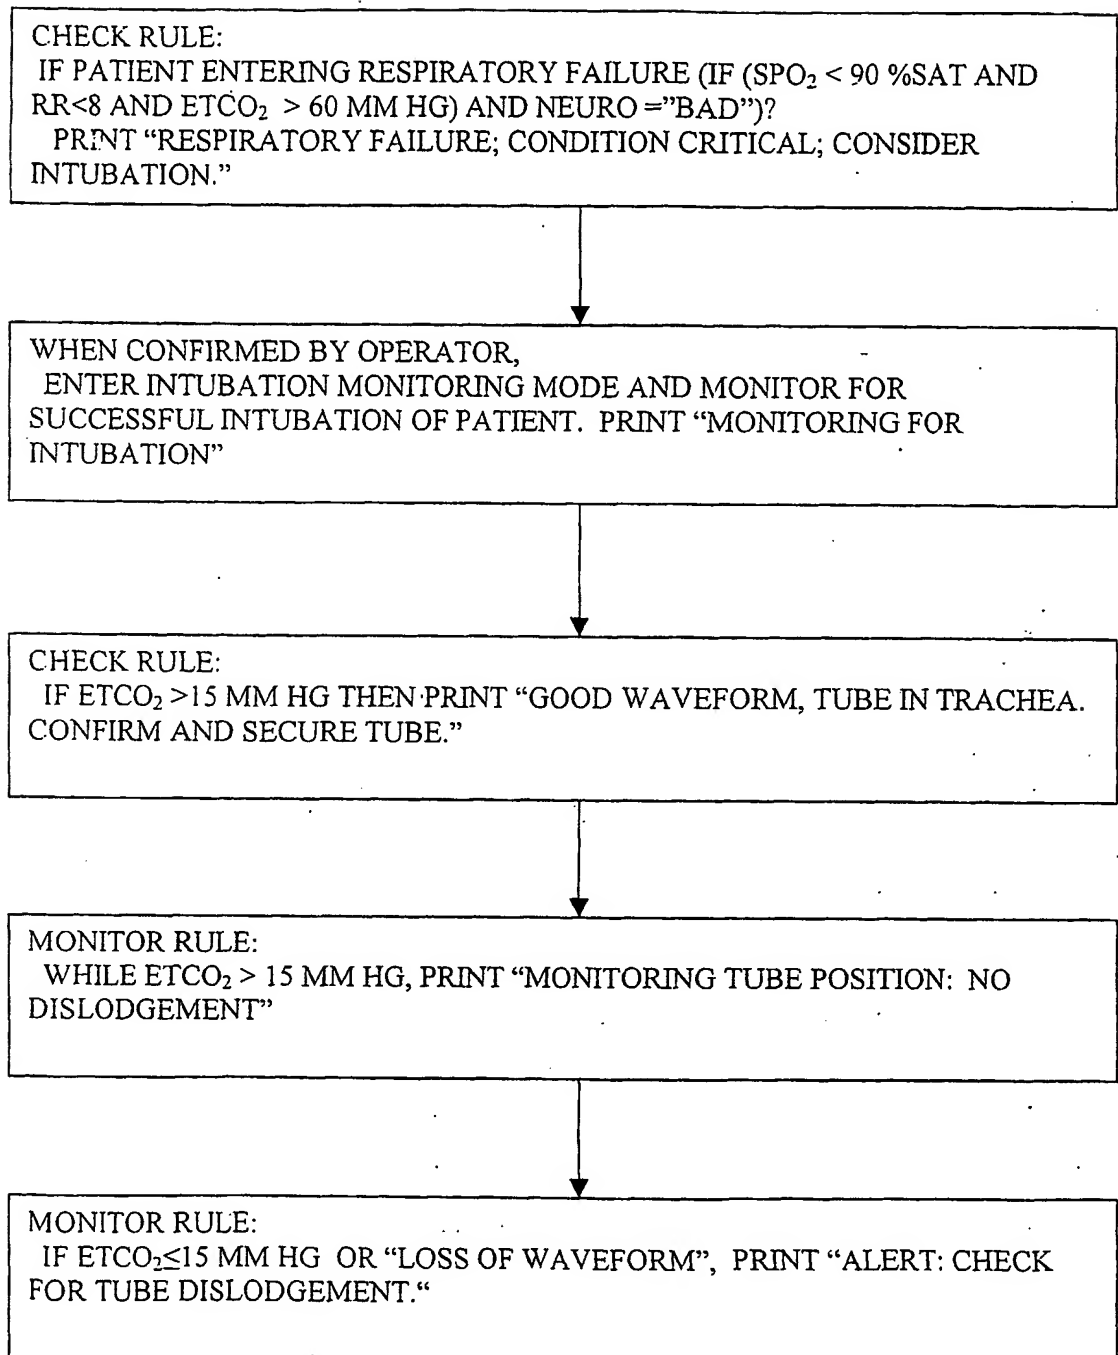 CHECK RULE:
IF PATIENT ENTERING RESPIRATORY FAILURE (IF (SPO₂ < 90 %SAT AND
RR<8 AND ETCO₂ > 60 MM HG) AND NEURO ="BAD")?
PRINT "RESPIRATORY FAILURE; CONDITION CRITICAL; CONSIDER
INTUBATION."
WHEN CONFIRMED BY OPERATOR,
ENTER INTUBATION MONITORING MODE AND MONITOR FOR
SUCCESSFUL INTUBATION OF PATIENT. PRINT "MONITORING FOR
INTUBATION"
CHECK RULE:
IF ETCO₂ >15 MM HG THEN PRINT "GOOD WAVEFORM, TUBE IN TRACHEA.
CONFIRM AND SECURE TUBE."
MONITOR RULE:
WHILE ETCO₂ > 15 MM HG, PRINT "MONITORING TUBE POSITION: NO
DISLODGEMENT"
MONITOR RULE:
IF ETCO₂≤15 MM HG OR "LOSS OF WAVEFORM", PRINT "ALERT: CHECK
FOR TUBE DISLODGEMENT."